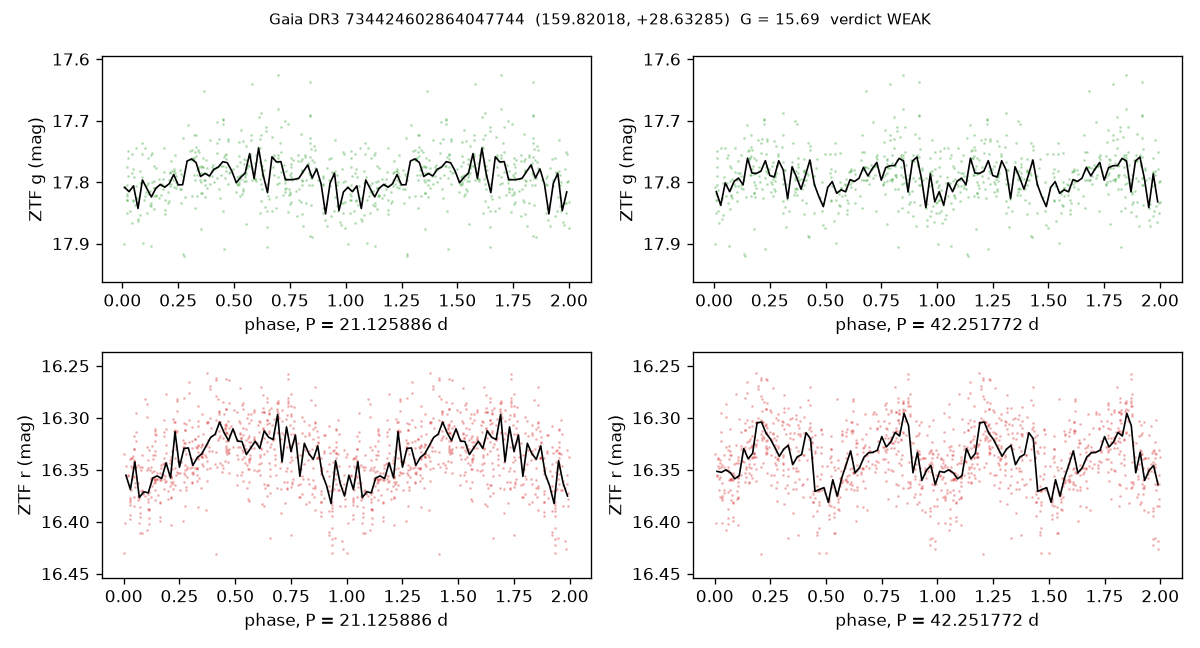 Gaia DR3 734424602864047744  (159.82018, +28.63285)  G = 15.69  verdict WEAK
17.6
17.7
17.8
17.9
ZTF g (mag)
0.00 0.25 0.50 0.75 1.00 1.25 1.50 1.75 2.00
phase, P = 21.125886 d
17.6
17.7
17.8
17.9
ZTF g (mag)
0.00 0.25 0.50 0.75 1.00 1.25 1.50 1.75 2.00
phase, P = 42.251772 d
16.25
16.30
16.35
16.40
16.45
ZTF r (mag)
0.00 0.25 0.50 0.75 1.00 1.25 1.50 1.75 2.00
phase, P = 21.125886 d
16.25
16.30
16.35
16.40
16.45
ZTF r (mag)
0.00 0.25 0.50 0.75 1.00 1.25 1.50 1.75 2.00
phase, P = 42.251772 d